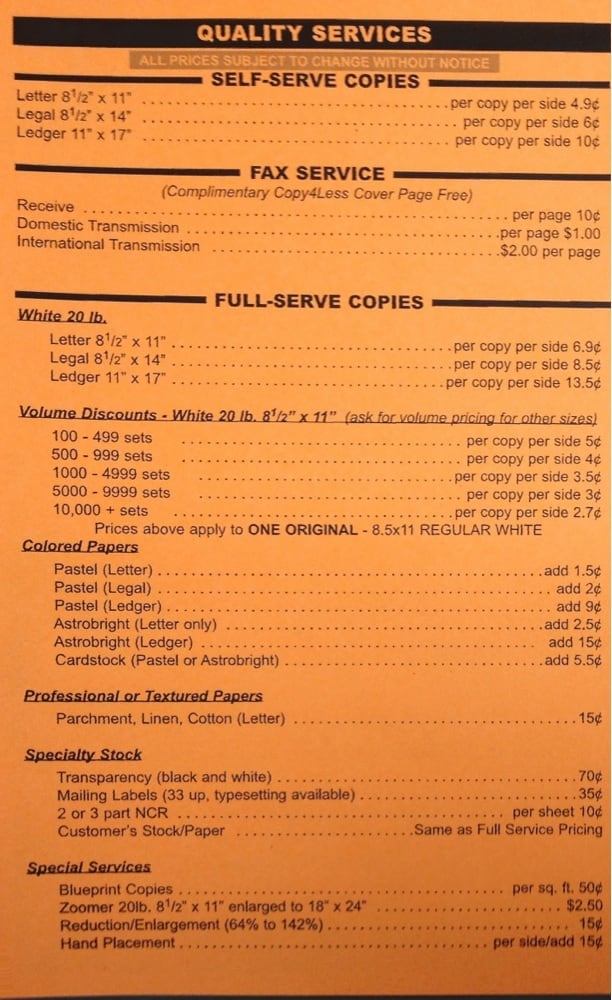 QUALITY SERVICES
ALL PRICES SUBJECT TO CHANGE WITHOUT NOTICE
SELF-SERVE COPIES
Letter 8½" x 11" ........................................ per copy per side 4.9¢
Legal 8½" x 14" ........................................ per copy per side 6¢
Ledger 11" x 17" ........................................ per copy per side 10¢
FAX SERVICE
(Complimentary Copy4Less Cover Page Free)
Receive ........................................ per page 10¢
Domestic Transmission ........................................ per page $1.00
International Transmission ........................................ $2.00 per page
FULL-SERVE COPIES
White 20 lb.
Letter 8½" x 11" ........................................ per copy per side 6.9¢
Legal 8½" x 14" ........................................ per copy per side 8.5¢
Ledger 11" x 17" ........................................ per copy per side 13.5¢
Volume Discounts - White 20 lb. 8½" x 11" (ask for volume pricing for other sizes)
100 - 499 sets ........................................ per copy per side 5¢
500 - 999 sets ........................................ per copy per side 4¢
1000 - 4999 sets ........................................ per copy per side 3.5¢
5000 - 9999 sets ........................................ per copy per side 3¢
10,000 + sets ........................................ per copy per side 2.7¢
Prices above apply to ONE ORIGINAL - 8.5x11 REGULAR WHITE
Colored Papers
Pastel (Letter) ........................................ add 1.5¢
Pastel (Legal) ........................................ add 2¢
Pastel (Ledger) ........................................ add 9¢
Astrobright (Letter only) ........................................ add 2.5¢
Astrobright (Ledger) ........................................ add 15¢
Cardstock (Pastel or Astrobright) ........................................ add 5.5¢
Professional or Textured Papers
Parchment, Linen, Cotton (Letter) ........................................ 15¢
Specialty Stock
Transparency (black and white) ........................................ 70¢
Mailing Labels (33 up, typesetting available) ........................................ 35¢
2 or 3 part NCR ........................................ per sheet 10¢
Customer's Stock/Paper ........................................ Same as Full Service Pricing
Special Services
Blueprint Copies ........................................ per sq. ft. 50¢
Zoomer 20lb. 8½" x 11" enlarged to 18" x 24" ........................................ $2.50
Reduction/Enlargement (64% to 142%) ........................................ 15¢
Hand Placement ........................................ per side/add 15¢